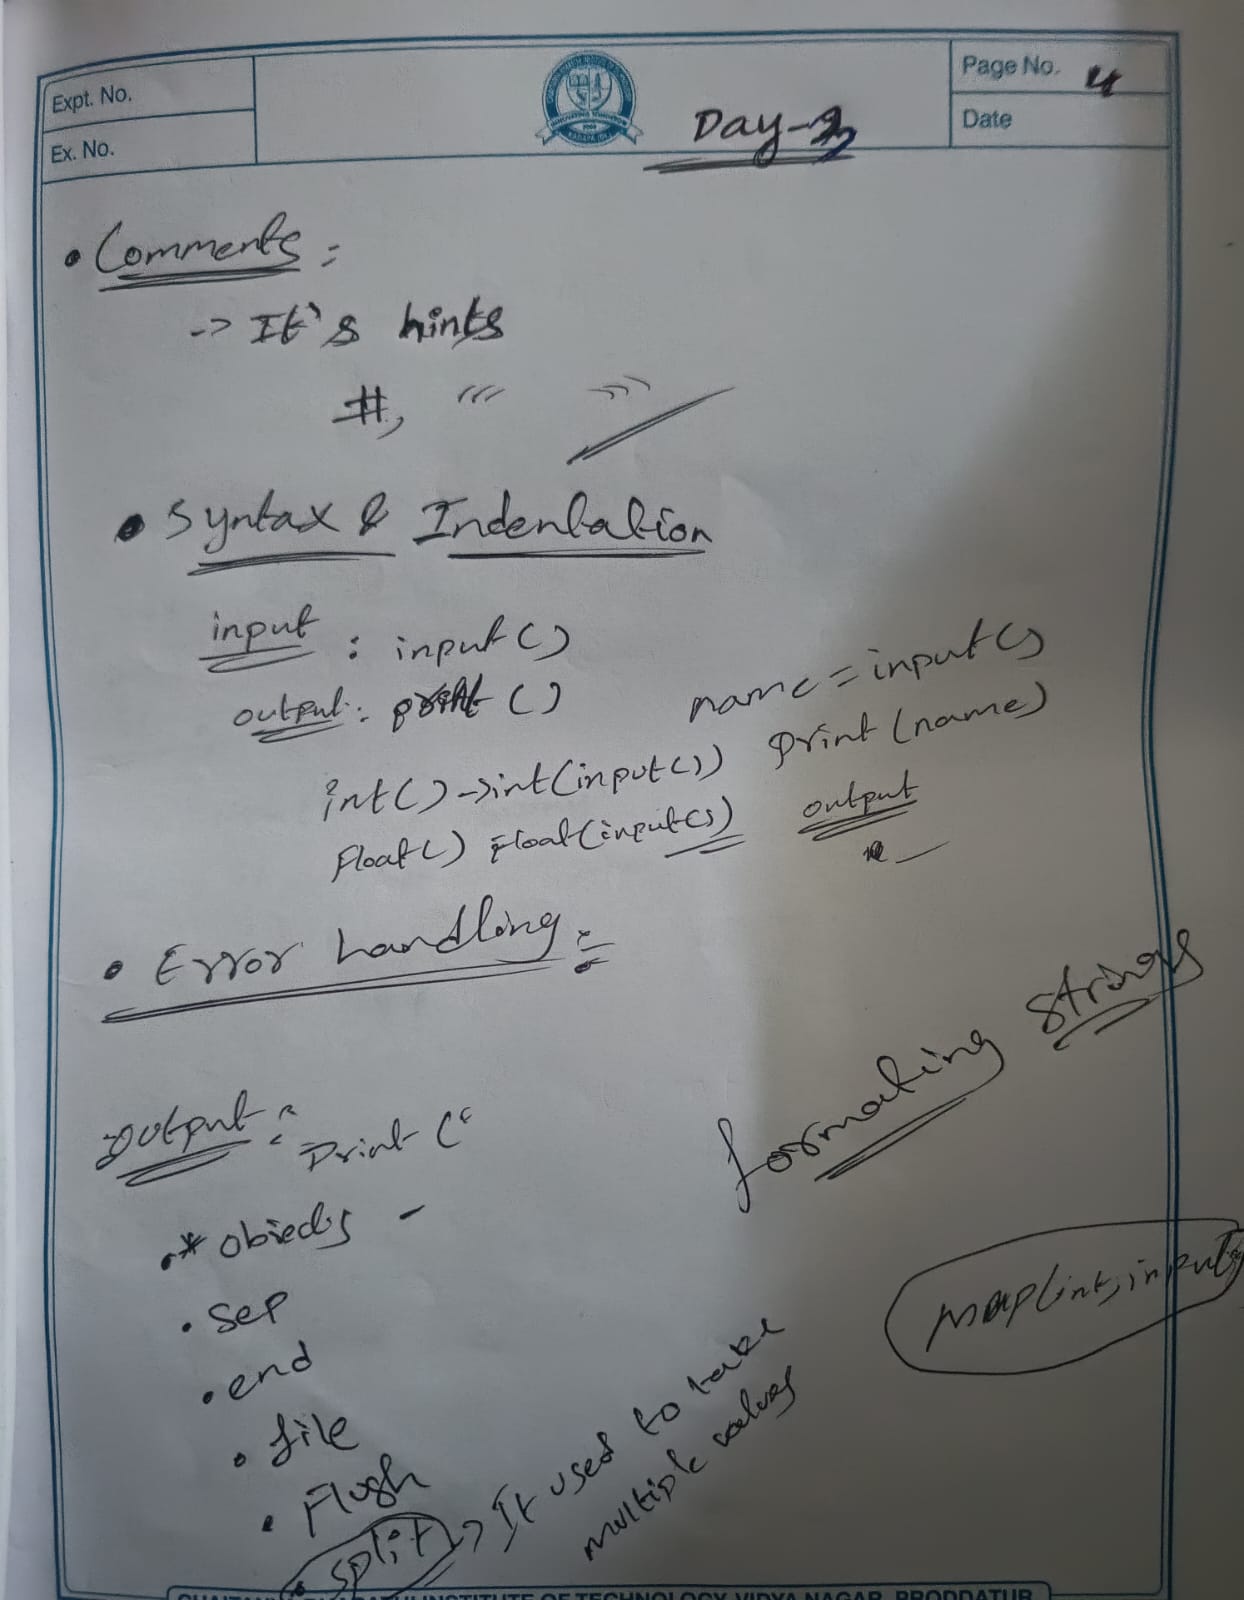 Expt. No.
Ex. No.
Page No. 4
Date
Day-
• Comments :
-> It's hints
#, ''' '''
• Syntax & Indentation
input : input()
output: print()
name = input()
print(name)
int() -> int(input())
Float() Float(input())
output
• Error handling :
Formating Strings
output : Print ("
• * objects -
• sep
• end
• file
• Flush
• split -> It used to take
multiple values
map(int, input
INSTITUTE OF TECHNOLOGY, VIDYA NAGAR, PRODDATUR